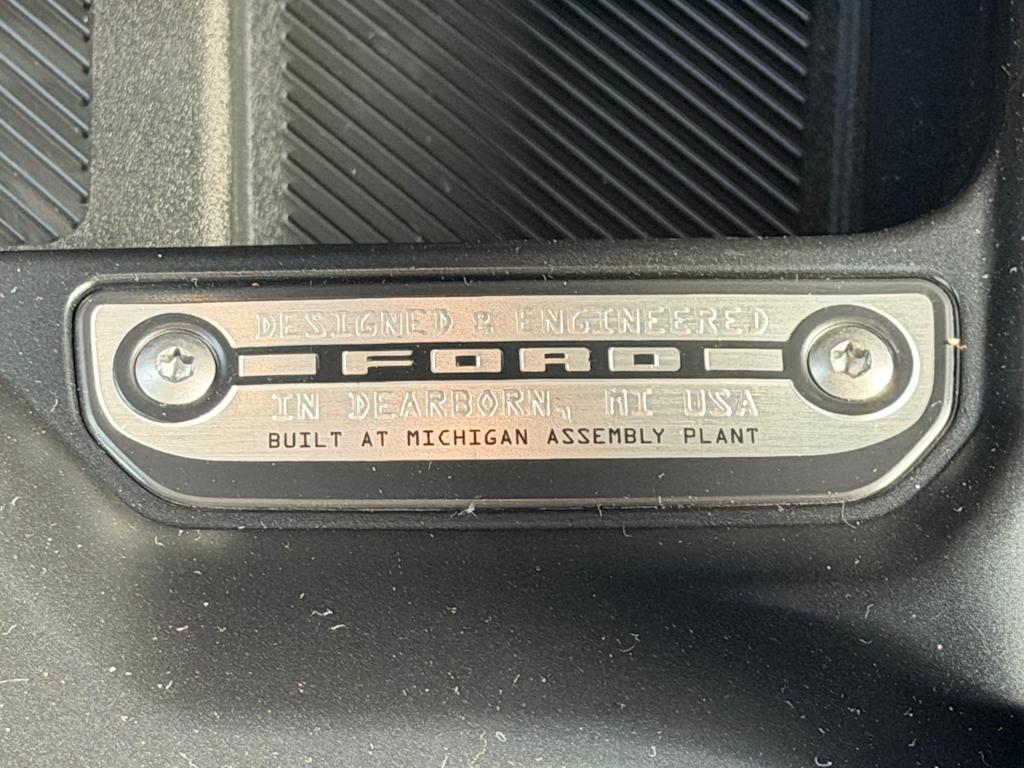 DESIGNED & ENGINEERED
FORD
IN DEARBORN, MI USA
BUILT AT MICHIGAN ASSEMBLY PLANT